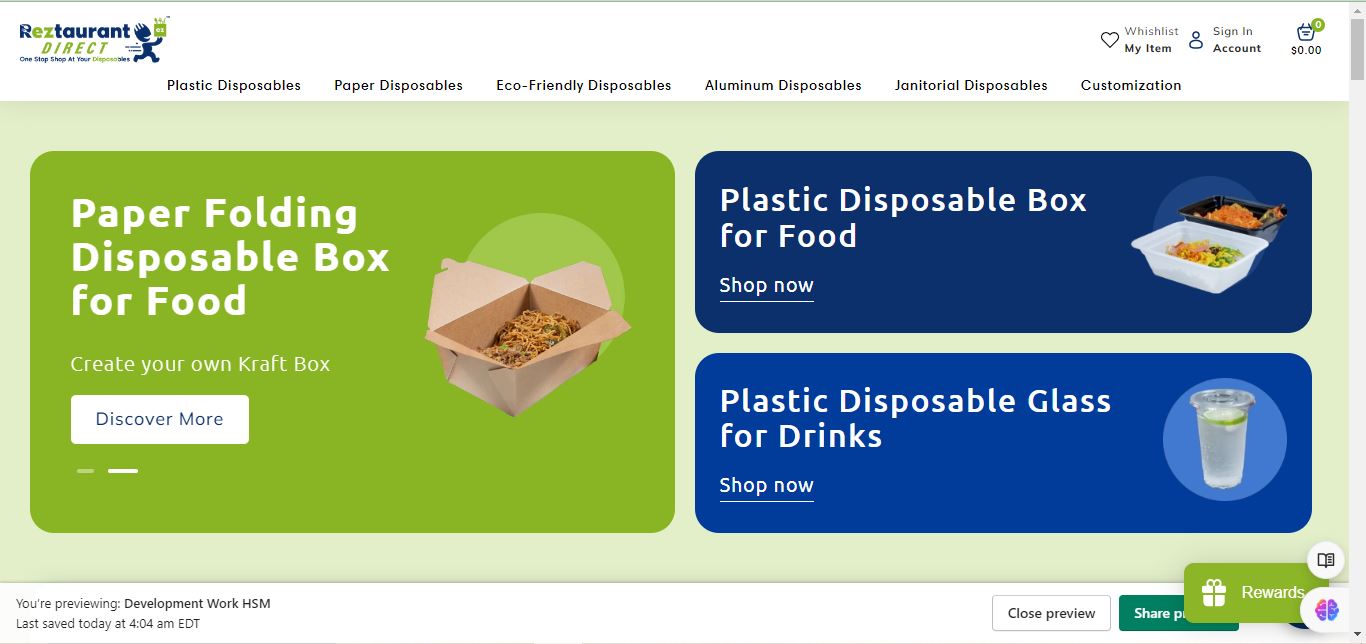 Reztaurant
DIRECT
One Stop Shop At Your Disposables
Whishlist
My Item
Sign In
Account
0
$0.00
Plastic Disposables Paper Disposables Eco-Friendly Disposables Aluminum Disposables Janitorial Disposables Customization
Paper Folding
Disposable Box
for Food
Create your own Kraft Box
Discover More
Plastic Disposable Box
for Food
Shop now
Plastic Disposable Glass
for Drinks
Shop now
You're previewing: Development Work HSM
Last saved today at 4:04 am EDT
Close preview
Share
Rewards